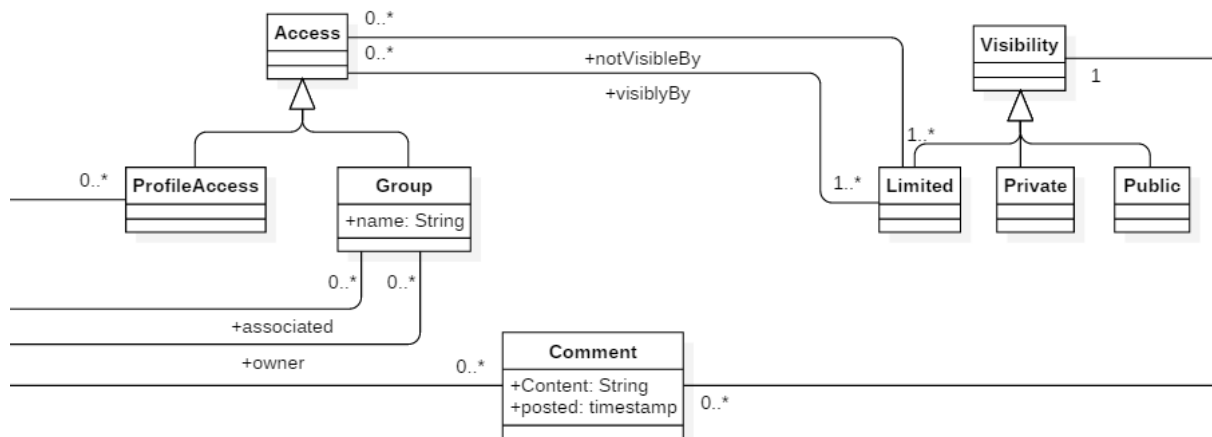 0..*
Access
0..*
+notVisibleBy
+visiblyBy
Visibility
1
1..*
0..*
ProfileAccess
Group
+name: String
1..*
Limited
Private
Public
0..*
0..*
+associated
+owner
0..*
Comment
+Content: String
+posted: timestamp
0..*